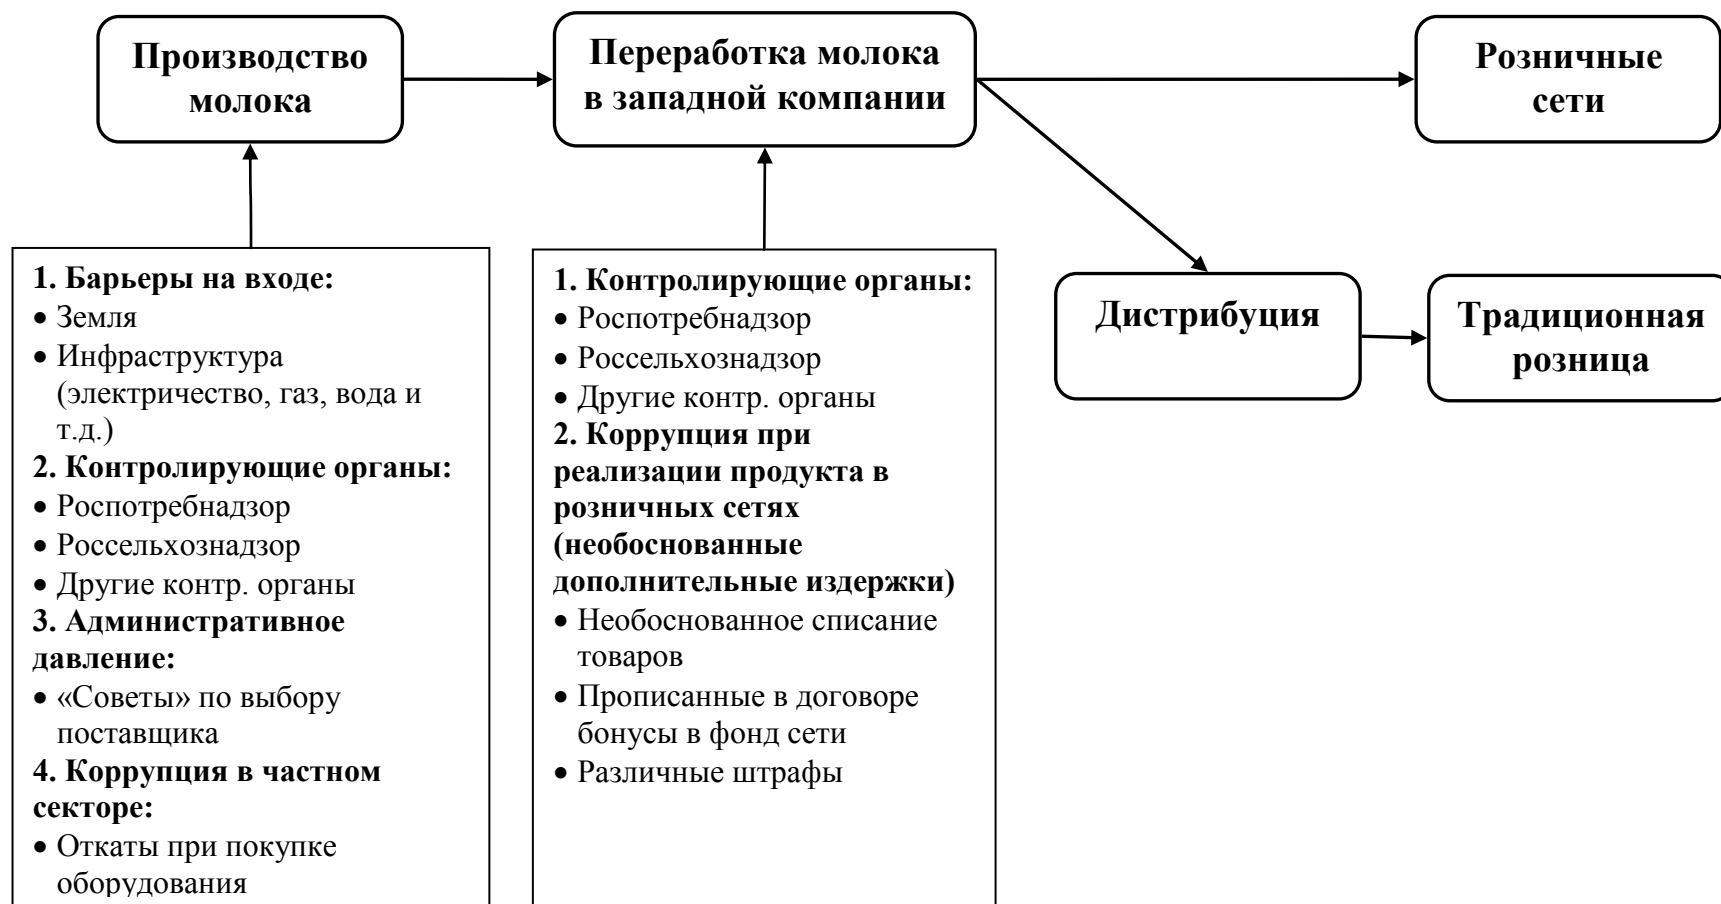 Производство
молока
Переработка молока
в западной компании
Розничные
сети
Дистрибуция
Традиционная
розница
1. Барьеры на входе:
• Земля
• Инфраструктура
(электричество, газ, вода и
т.д.)
2. Контролирующие органы:
• Роспотребнадзор
• Россельхознадзор
• Другие контр. органы
3. Административное
давление:
• «Советы» по выбору
поставщика
4. Коррупция в частном
секторе:
• Откаты при покупке
оборудования
1. Контролирующие органы:
• Роспотребнадзор
• Россельхознадзор
• Другие контр. органы
2. Коррупция при
реализации продукта в
розничных сетях
(необоснованные
дополнительные издержки)
• Необоснованное списание
товаров
• Прописанные в договоре
бонусы в фонд сети
• Различные штрафы